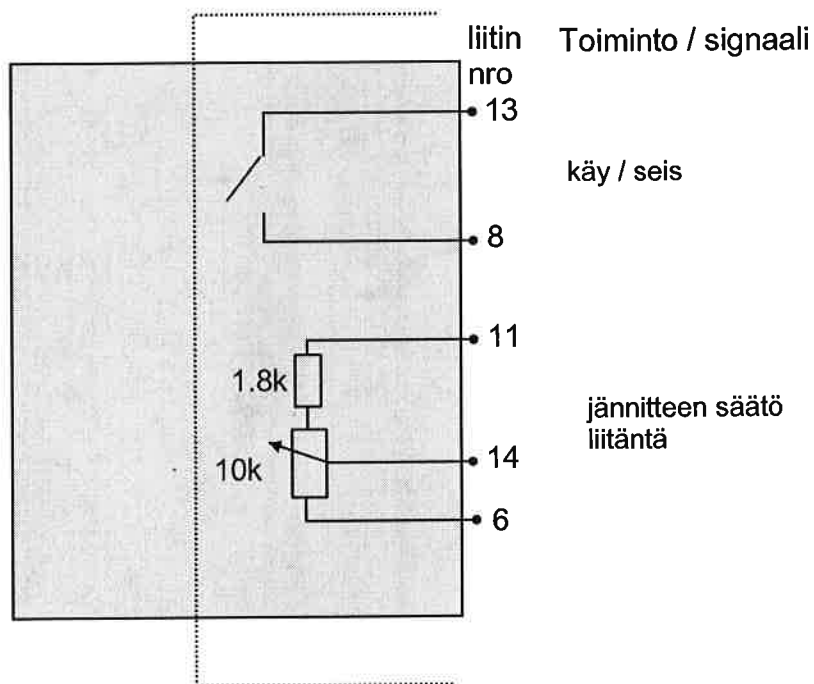 liitin Toiminto / signaali
nro
13
käy / seis
8
11
1.8k
jännitteen säätö
liitäntä
14
10k
6